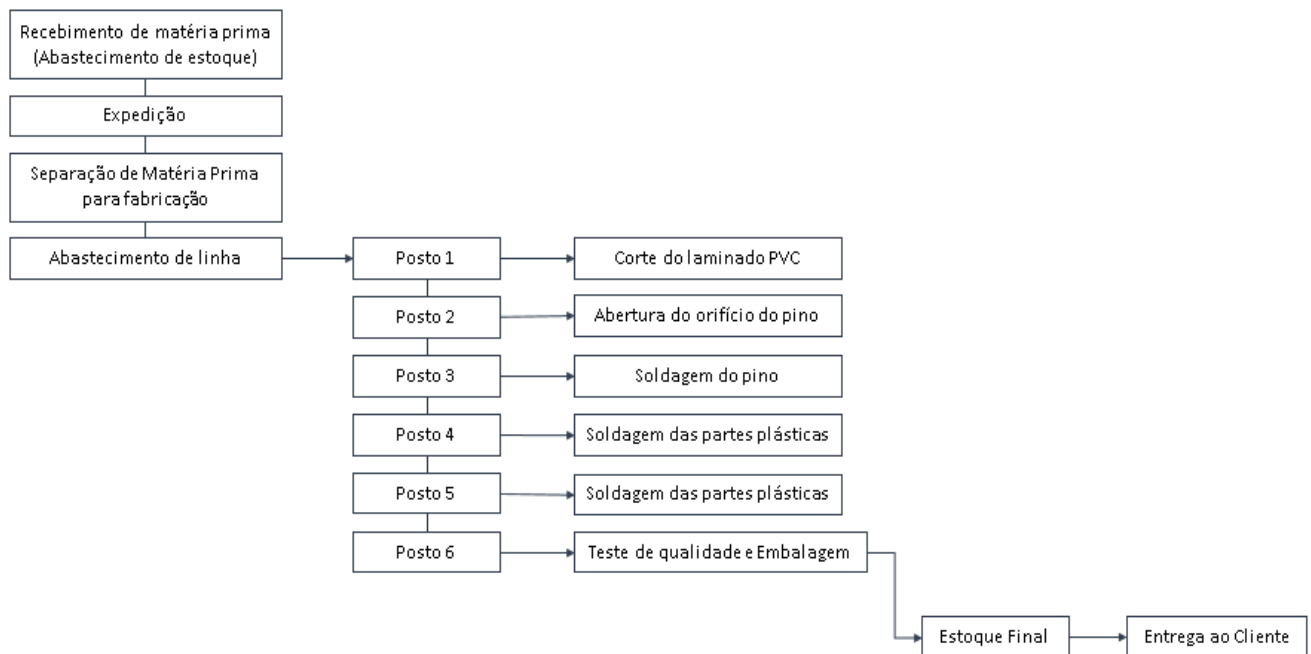 Recebimento de matéria prima
(Abastecimento de estoque)
Expedição
Separação de Matéria Prima
para fabricação
Abastecimento de linha
Posto 1
Corte do laminado PVC
Posto 2
Abertura do orifício do pino
Posto 3
Soldagem do pino
Posto 4
Soldagem das partes plásticas
Posto 5
Soldagem das partes plásticas
Posto 6
Teste de qualidade e Embalagem
Estoque Final
Entrega ao Cliente